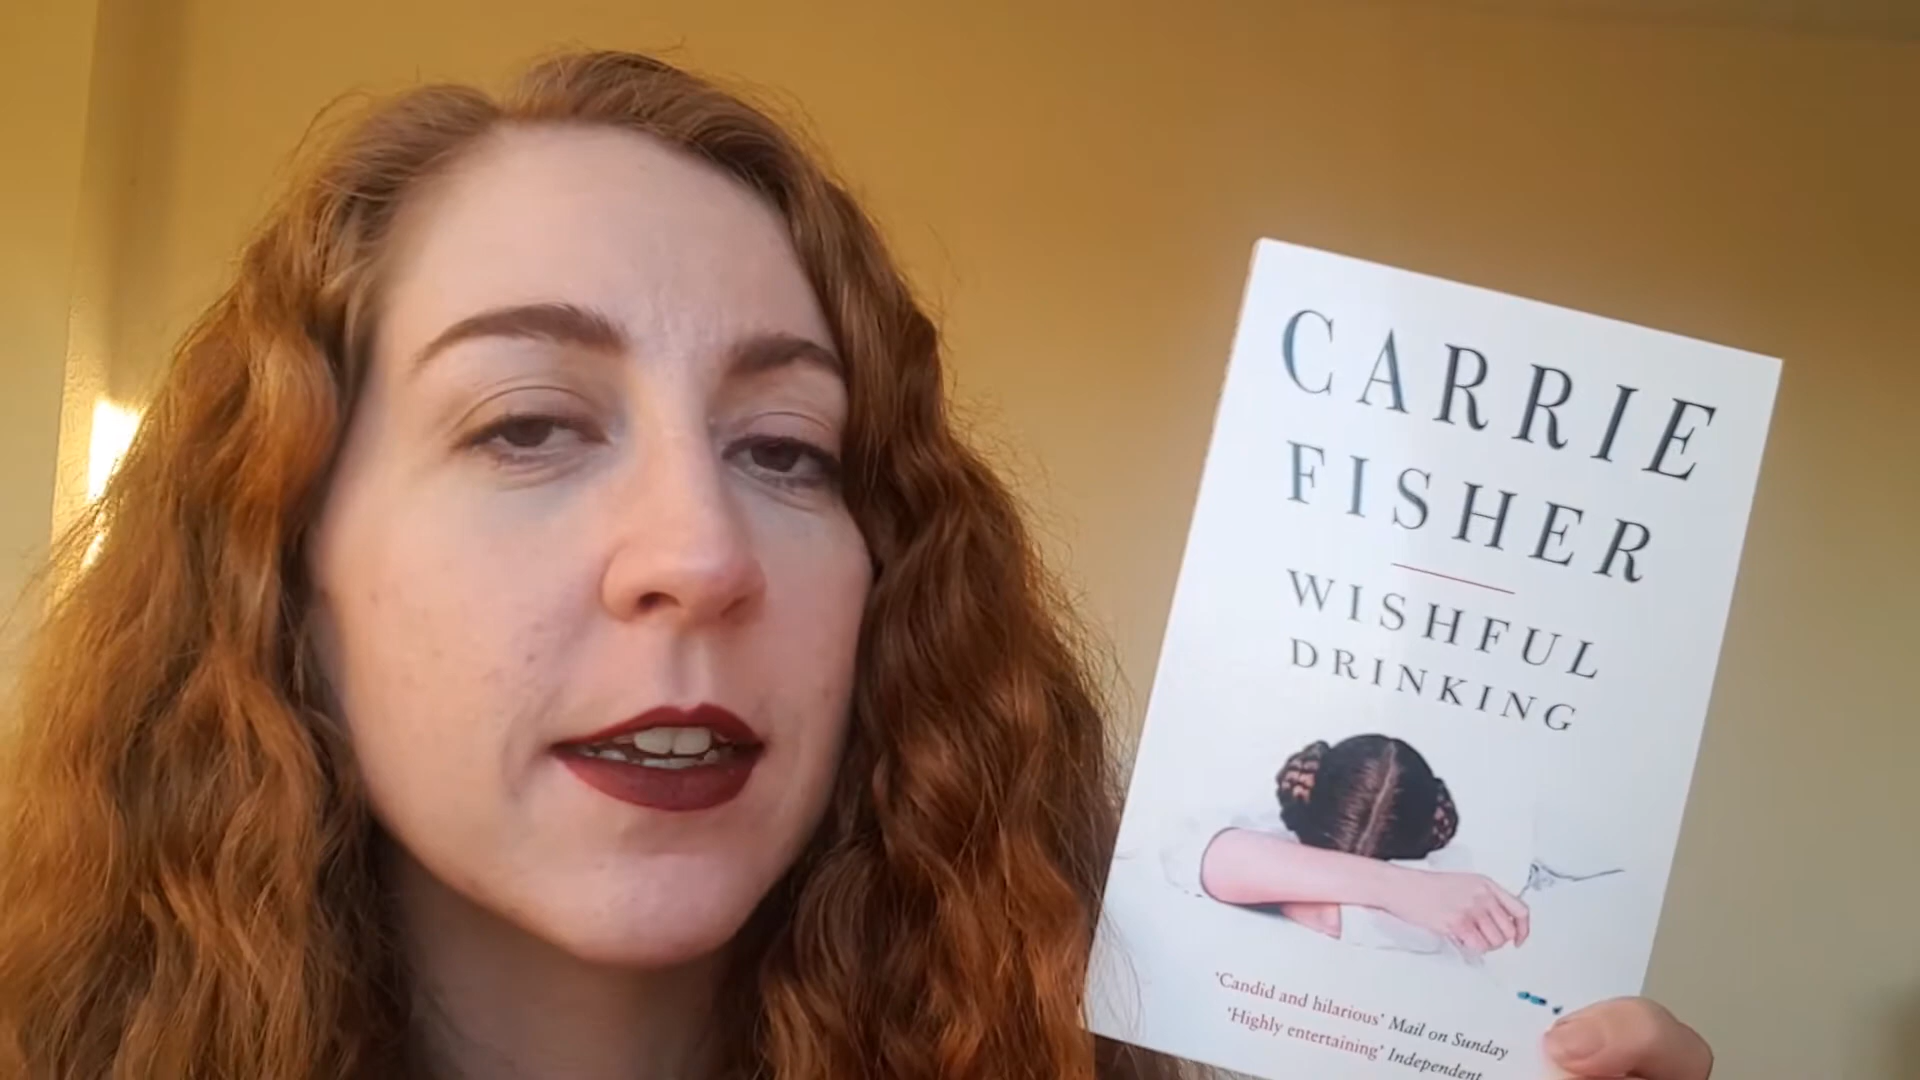 CARRIE
FISHER
WISHFUL
DRINKING
'Candid and hilarious' Mail on Sunday
'Highly entertaining' Independent